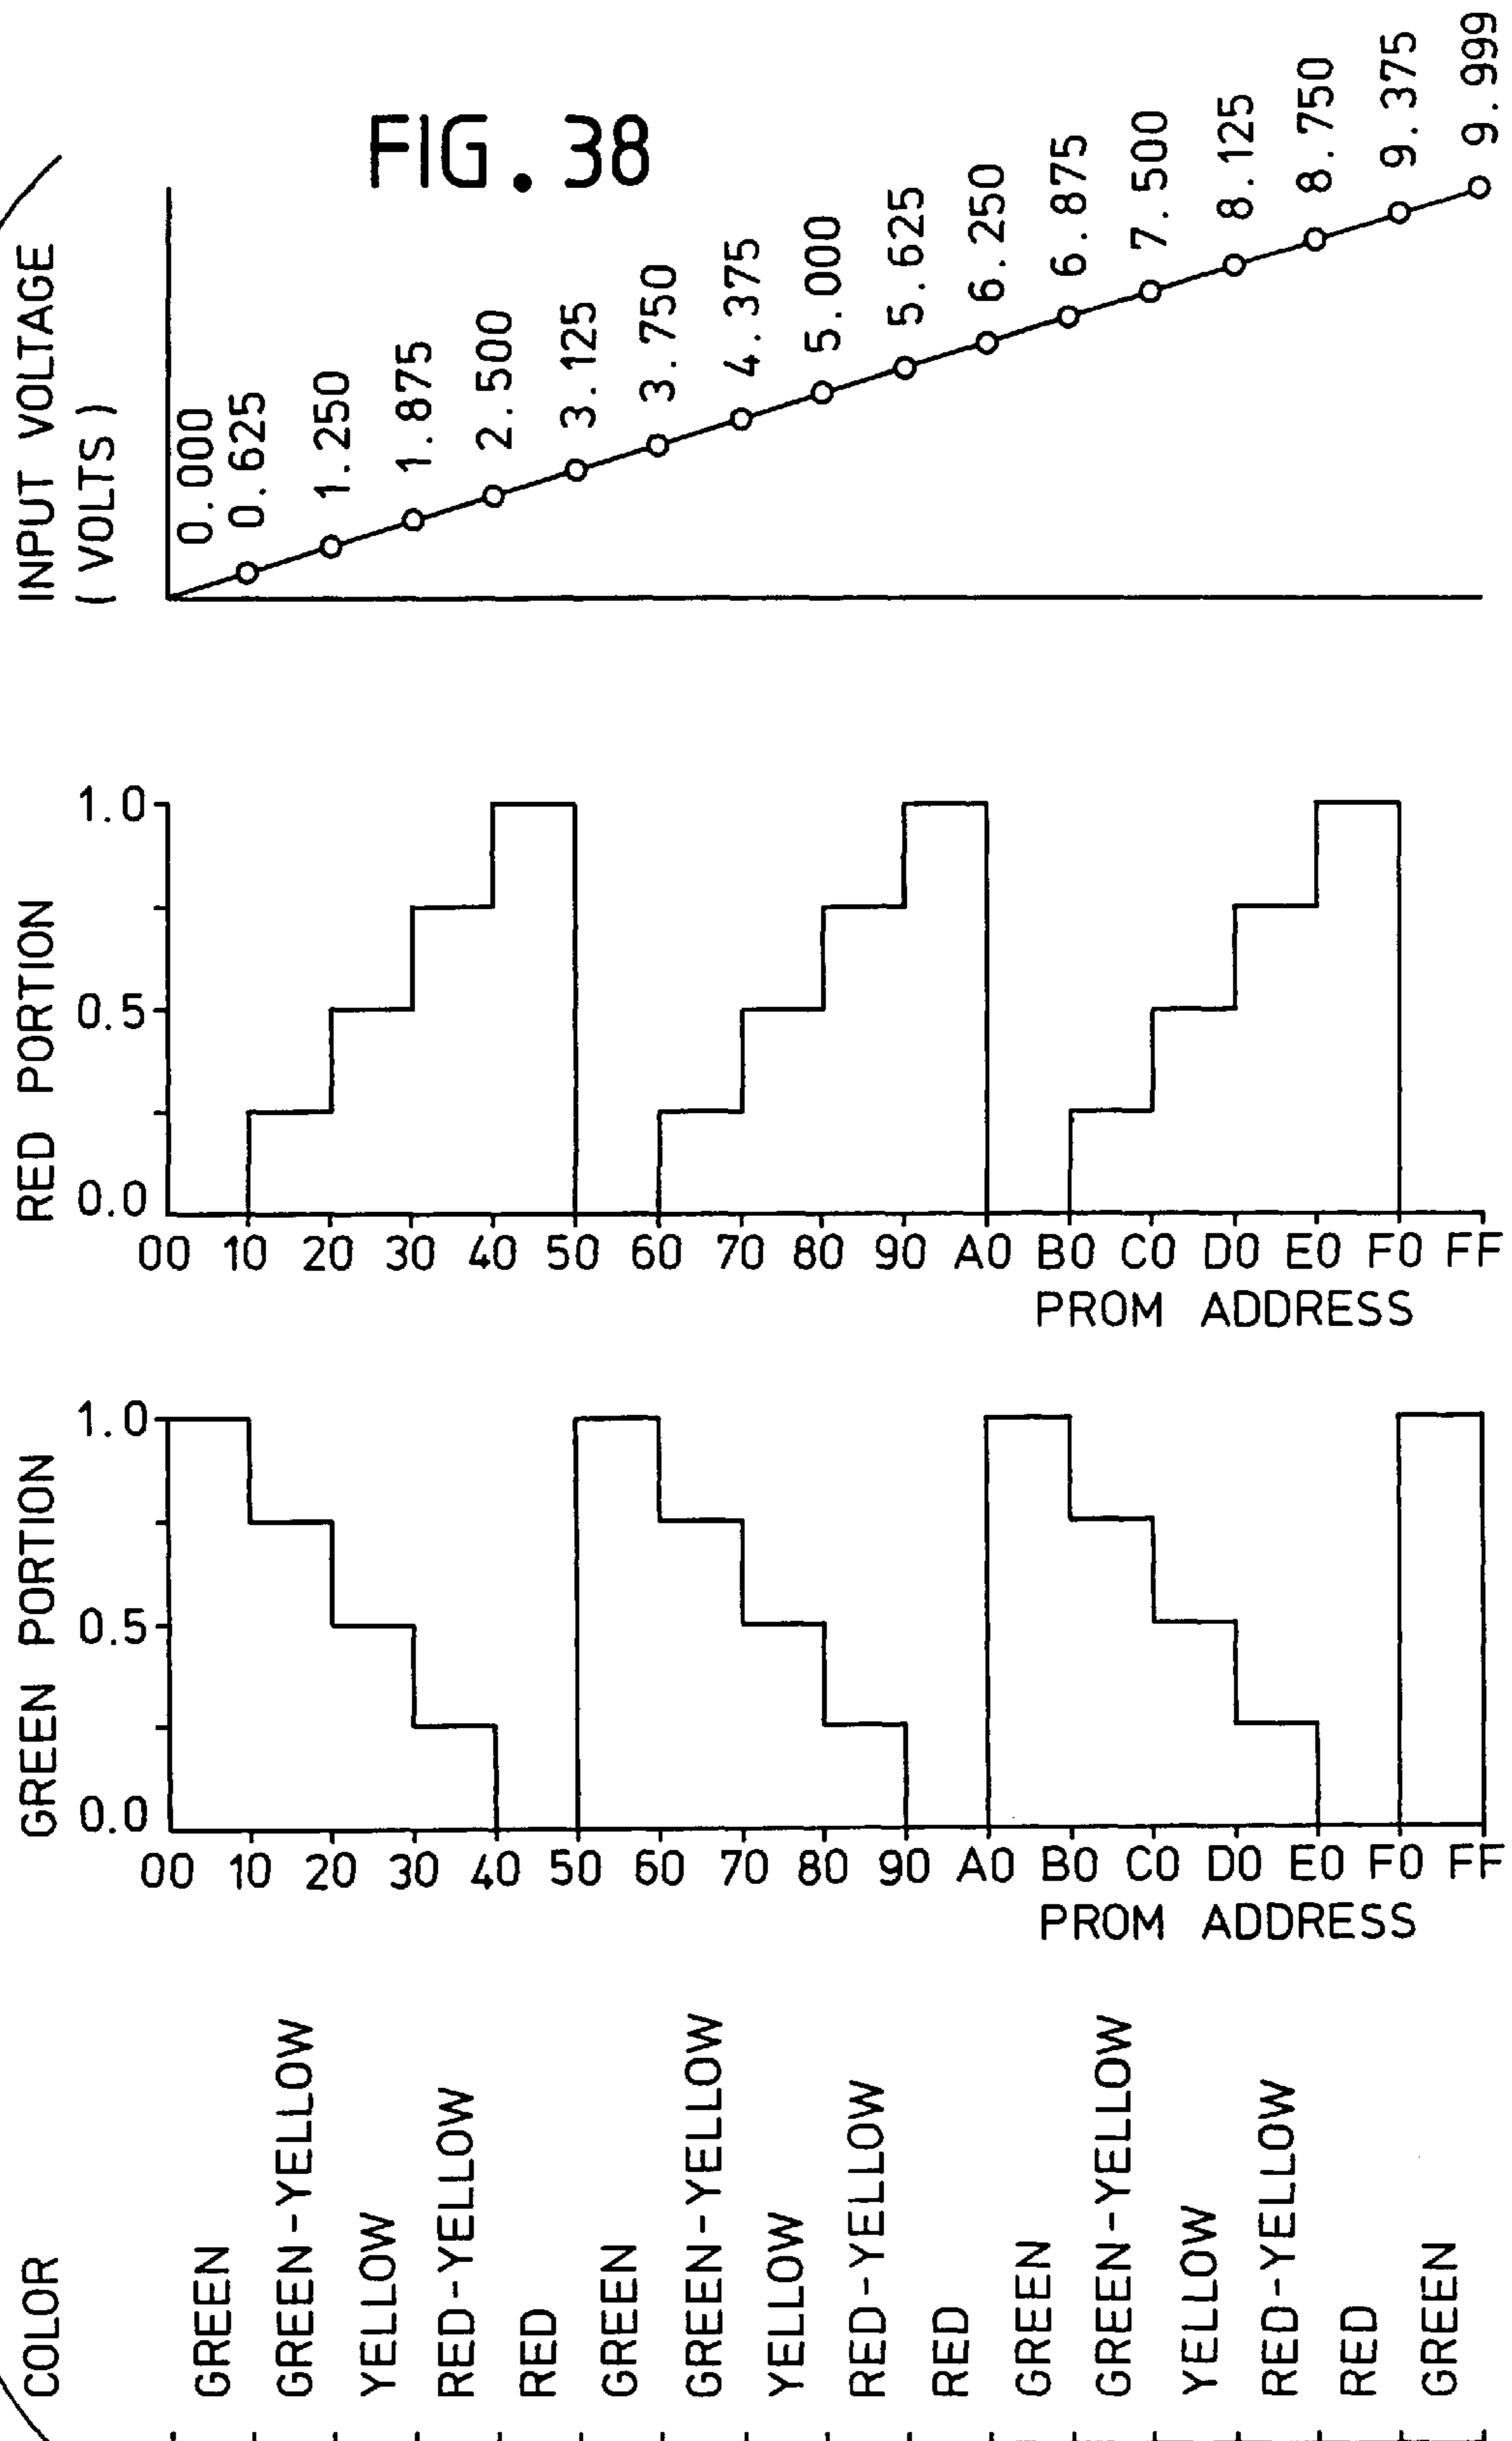 FIG. 38
INPUT VOLTAGE
( VOLTS )
0.000
0.625
1.250
1.875
2.500
3.125
3.750
4.375
5.000
5.625
6.250
6.875
7.500
8.125
8.750
9.375
9.999
RED PORTION
1.0
0.5
0.0
00 10 20 30 40 50 60 70 80 90 A0 B0 C0 D0 E0 F0 FF
PROM ADDRESS
GREEN PORTION
1.0
0.5
0.0
00 10 20 30 40 50 60 70 80 90 A0 B0 C0 D0 E0 F0 FF
PROM ADDRESS
COLOR
GREEN
GREEN-YELLOW
YELLOW
RED-YELLOW
RED
GREEN
GREEN-YELLOW
YELLOW
RED-YELLOW
RED
GREEN
GREEN-YELLOW
YELLOW
RED-YELLOW
RED
GREEN